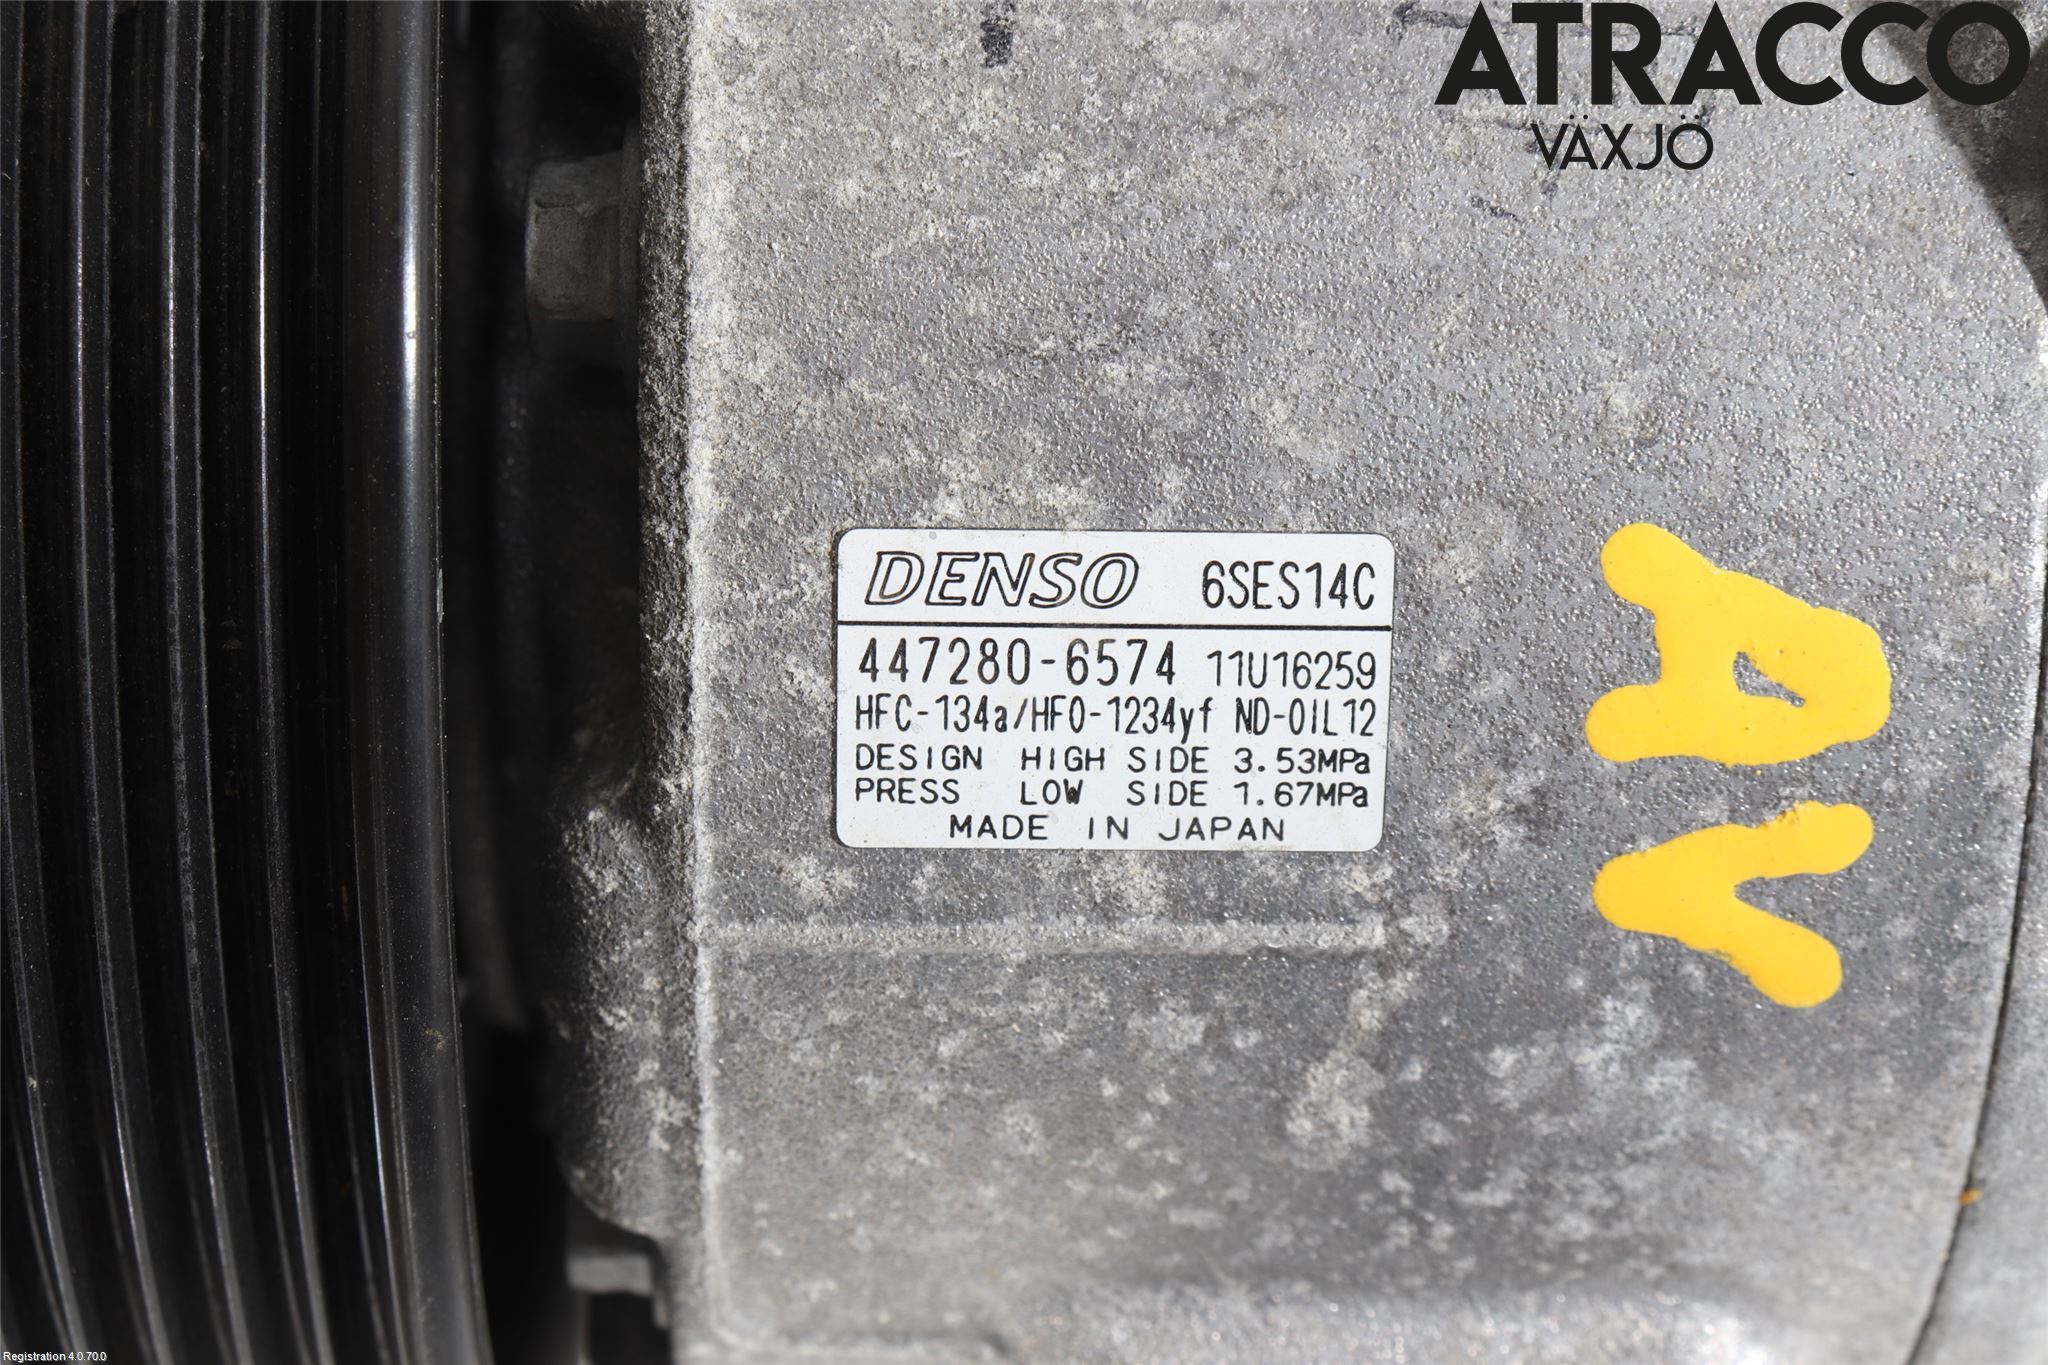 ATRACCO
VÄXJÖ
DENSO 6SES14C
447280-6574 11U16259
HFC-134a/HFO-1234yf ND-OIL12
DESIGN HIGH SIDE 3.53MPa
PRESS LOW SIDE 1.67MPa
MADE IN JAPAN
AV
Registration 4.0.70.0